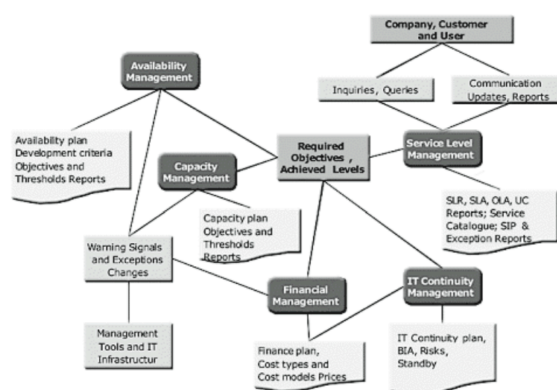 Company, Customer
and User
Availability
Management
Inquiries, Queries
Communication
Updates, Reports
Availability plan
Development criteria
Objectives and
Thresholds Reports
Capacity
Management
Required
Objectives ,
Achieved Levels
Service Level
Management
SLR, SLA, OLA, UC
Reports; Service
Catalogue; SIP &
Exception Reports
Capacity plan
Objectives and
Thresholds
Reports
Warning Signals
and Exceptions
Changes
Financial
Management
IT Continuity
Management
Management
Tools and IT
Infrastructur
Finance plan,
Cost types and
Cost models Prices
IT Continuity plan,
BIA, Risks,
Standby